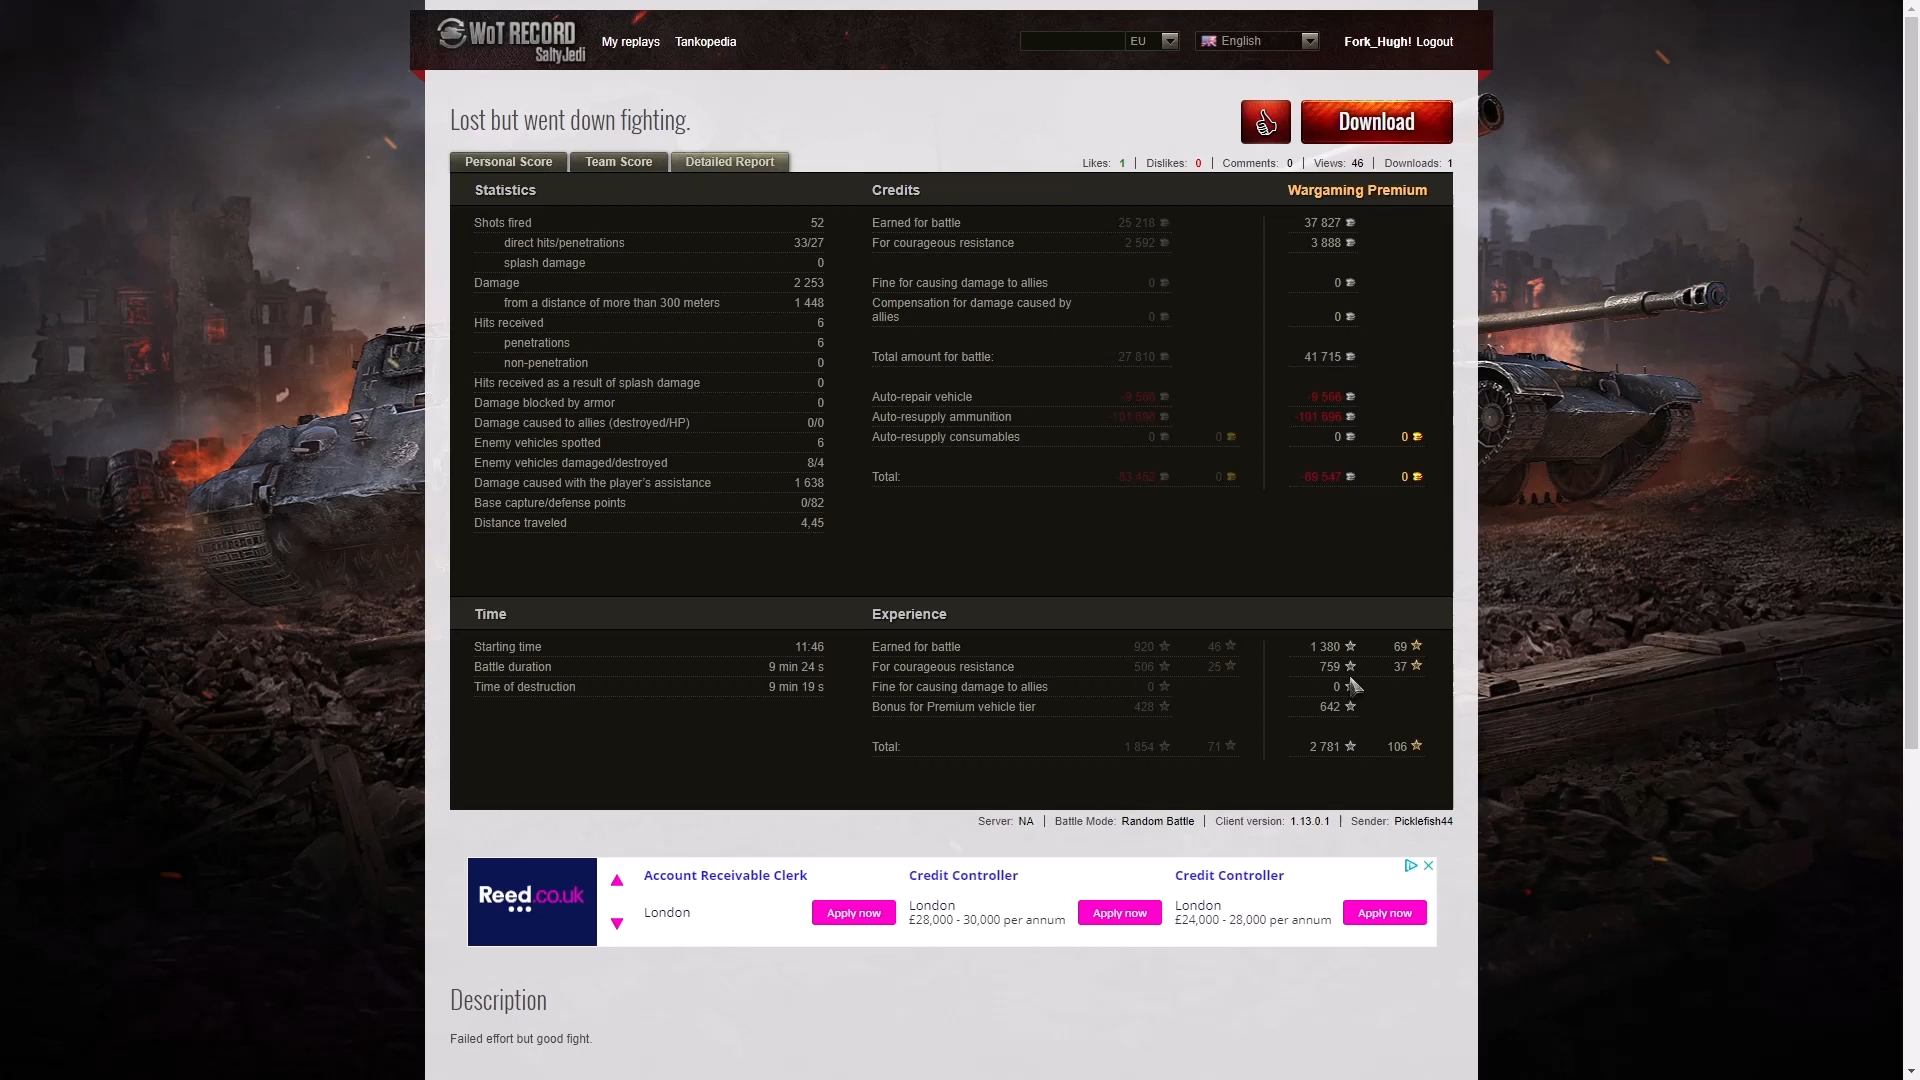 WoT RECORD
SaltyJedi
My replays Tankopedia
EU
English
Fork_Hugh! Logout
Lost but went down fighting.
Download
Personal Score Team Score Detailed Report
Likes: 1 | Dislikes: 0 | Comments: 0 | Views: 46 | Downloads: 1
Statistics Credits Wargaming Premium
Shots fired 52 Earned for battle 25 218 37 827
direct hits/penetrations 33/27 For courageous resistance 2 592 3 888
splash damage 0
Damage 2 253 Fine for causing damage to allies 0 0
from a distance of more than 300 meters 1 448 Compensation for damage caused by
allies 0 0
Hits received 6
penetrations 6 Total amount for battle: 27 810 41 715
non-penetration 0
Hits received as a result of splash damage 0
Damage blocked by armor 0 Auto-repair vehicle -9 566 -9 566
Damage caused to allies (destroyed/HP) 0/0 Auto-resupply ammunition -101 696 -101 696
Enemy vehicles spotted 6 Auto-resupply consumables 0 0 0 0
Enemy vehicles damaged/destroyed 8/4
Damage caused with the player's assistance 1 638 Total: -83 452 0 -69 547 0
Base capture/defense points 0/82
Distance traveled 4,45
Time Experience
Starting time 11:46 Earned for battle 920 46 1 380 69
Battle duration 9 min 24 s For courageous resistance 506 25 759 37
Time of destruction 9 min 19 s Fine for causing damage to allies 0 0
Bonus for Premium vehicle tier 428 642
Total: 1 854 71 2 781 106
Server: NA | Battle Mode: Random Battle | Client version: 1.13.0.1 | Sender: Picklefish44
Reed.co.uk
Account Receivable Clerk
London
Apply now
Credit Controller
London
£28,000 - 30,000 per annum
Apply now
Credit Controller
London
£24,000 - 28,000 per annum
Apply now
Description
Failed effort but good fight.